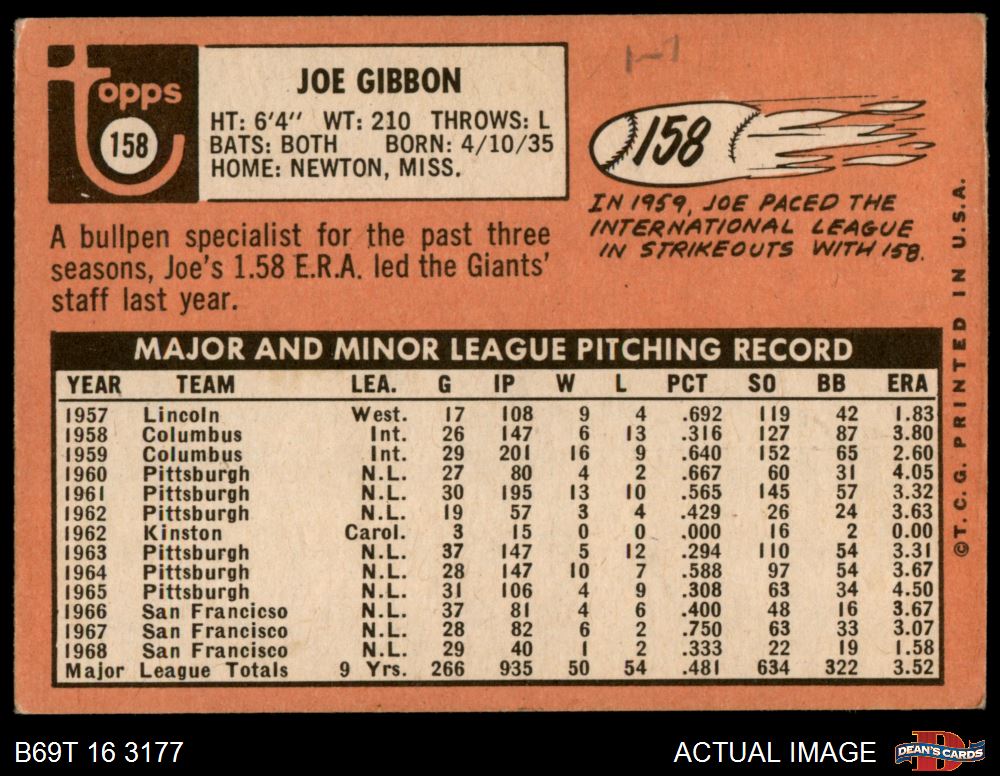 Topps
158
JOE GIBBON
HT: 6'4" WT: 210 THROWS: L
BATS: BOTH BORN: 4/10/35
HOME: NEWTON, MISS.
1-7
158
IN 1959, JOE PACED THE
INTERNATIONAL LEAGUE
IN STRIKEOUTS WITH 158.
A bullpen specialist for the past three
seasons, Joe's 1.58 E.R.A. led the Giants'
staff last year.
MAJOR AND MINOR LEAGUE PITCHING RECORD
YEAR TEAM LEA. G IP W L PCT SO BB ERA
1957 Lincoln West. 17 108 9 4 .692 119 42 1.83
1958 Columbus Int. 26 147 6 13 .316 127 87 3.80
1959 Columbus Int. 29 201 16 9 .640 152 65 2.60
1960 Pittsburgh N.L. 27 80 4 2 .667 60 31 4.05
1961 Pittsburgh N.L. 30 195 13 10 .565 145 57 3.32
1962 Pittsburgh N.L. 19 57 3 4 .429 26 24 3.63
1962 Kinston Carol. 3 15 0 0 .000 16 2 0.00
1963 Pittsburgh N.L. 37 147 5 12 .294 110 54 3.31
1964 Pittsburgh N.L. 28 147 10 7 .588 97 54 3.67
1965 Pittsburgh N.L. 31 106 4 9 .308 63 34 4.50
1966 San Francicso N.L. 37 81 4 6 .400 48 16 3.67
1967 San Francisco N.L. 28 82 6 2 .750 63 33 3.07
1968 San Francisco N.L. 29 40 1 2 .333 22 19 1.58
Major League Totals 9 Yrs. 266 935 50 54 .481 634 322 3.52
©T.C.G. PRINTED IN U.S.A.
B69T 16 3177
ACTUAL IMAGE
DEAN'S CARDS